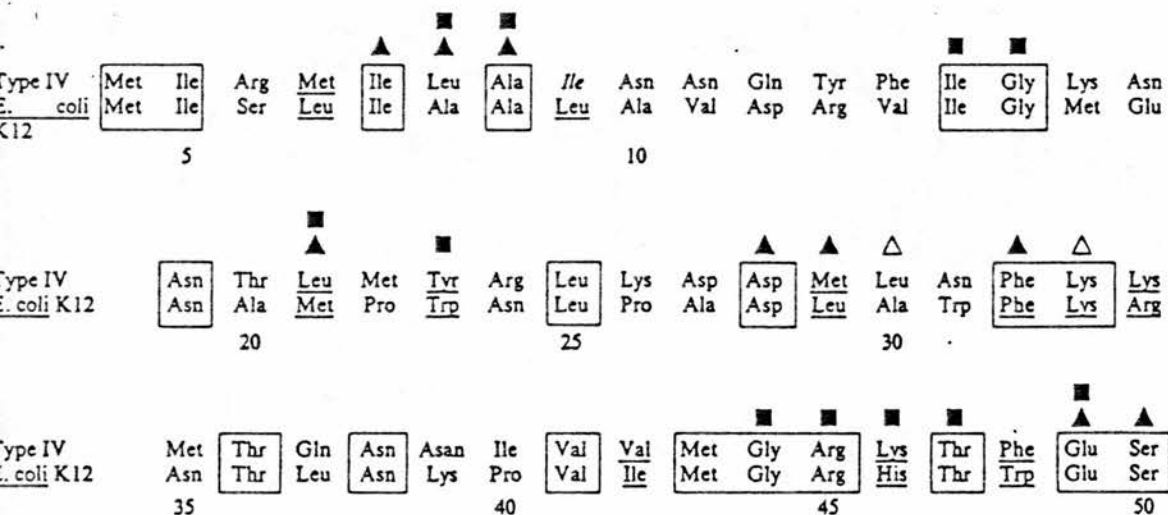 Type IV Met Ile Arg Met Ile Leu Ala Ile Asn Asn Gln Tyr Phe Ile Gly Lys Asn
E. coli Met Ile Ser Leu Ile Ala Ala Leu Ala Val Asp Arg Val Ile Gly Met Glu
K12
5 10
Type IV Asn Thr Leu Met Tyr Arg Leu Lys Asp Asp Met Leu Asn Phe Lys Lys
E. coli K12 Asn Ala Met Pro Trp Asn Leu Pro Ala Asp Leu Ala Trp Phe Lys Arg
20 25 30
Type IV Met Thr Gln Asn Asan Ile Val Val Met Gly Arg Lys Thr Phe Glu Ser
E. coli K12 Asn Thr Leu Asn Lys Pro Val Ile Met Gly Arg His Thr Trp Glu Ser
35 40 45 50